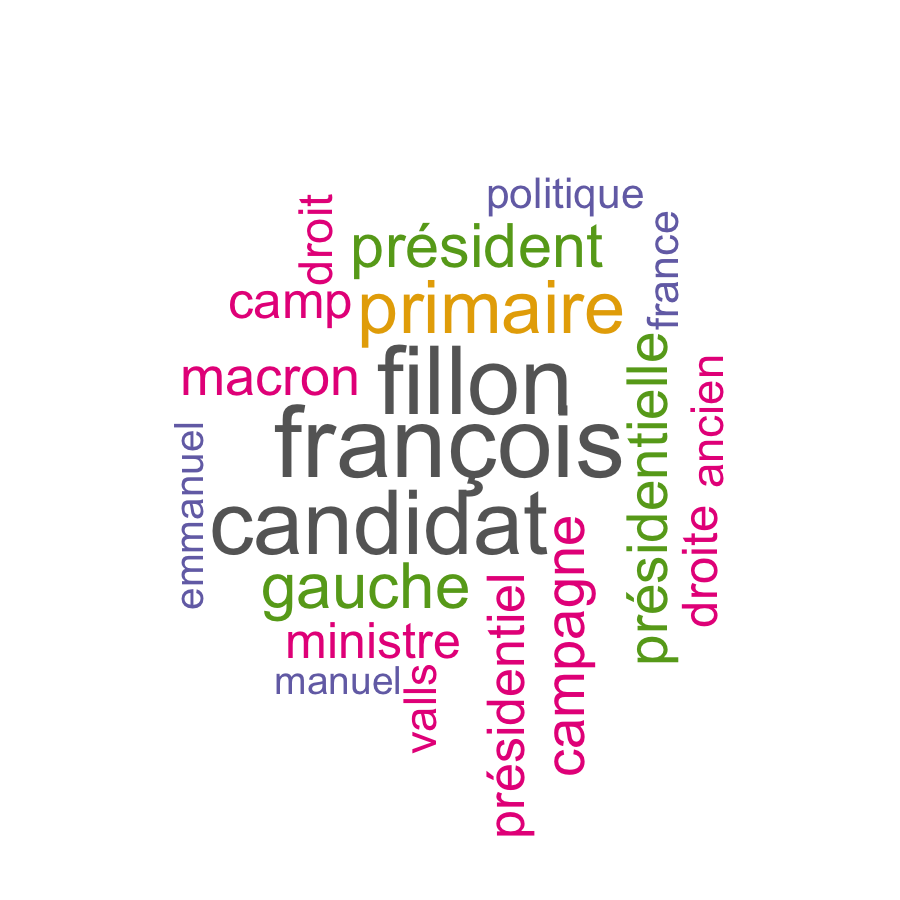 politique
droit
président
france
camp
primaire
macron
fillon
présidentielle
ancien
françois
emmanuel
candidat
droite
gauche
campagne
ministre
présidentiel
manuel
valls